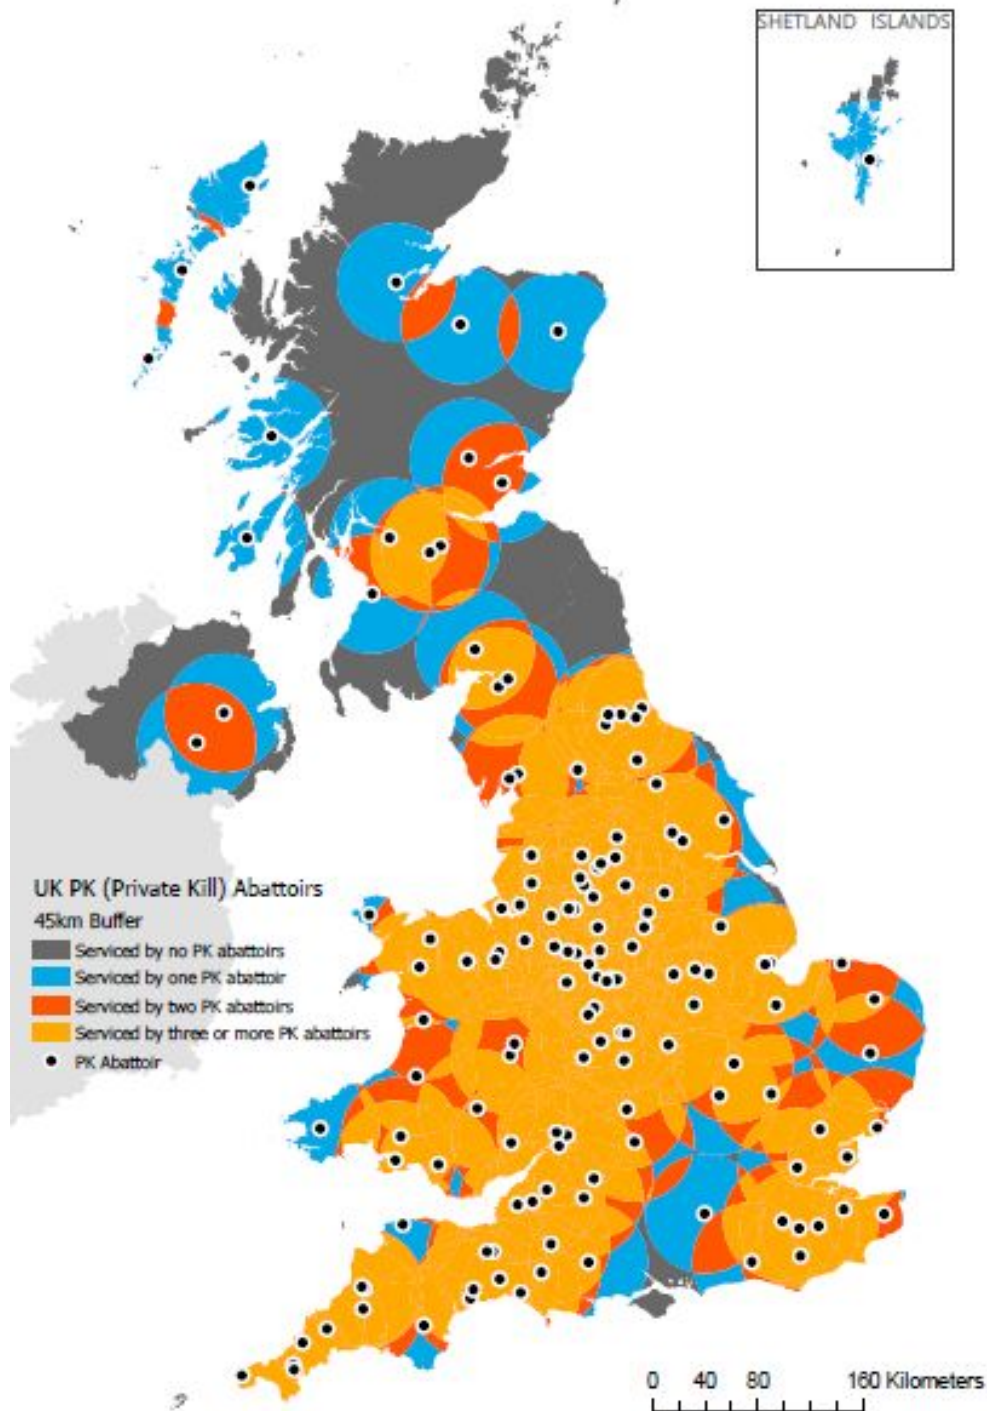 SHETLAND ISLANDS
UK PK (Private Kill) Abattoirs
45km Buffer
Serviced by no PK abattoirs
Serviced by one PK abattoir
Serviced by two PK abattoirs
Serviced by three or more PK abattoirs
PK Abattoir
0 40 80 160 Kilometers